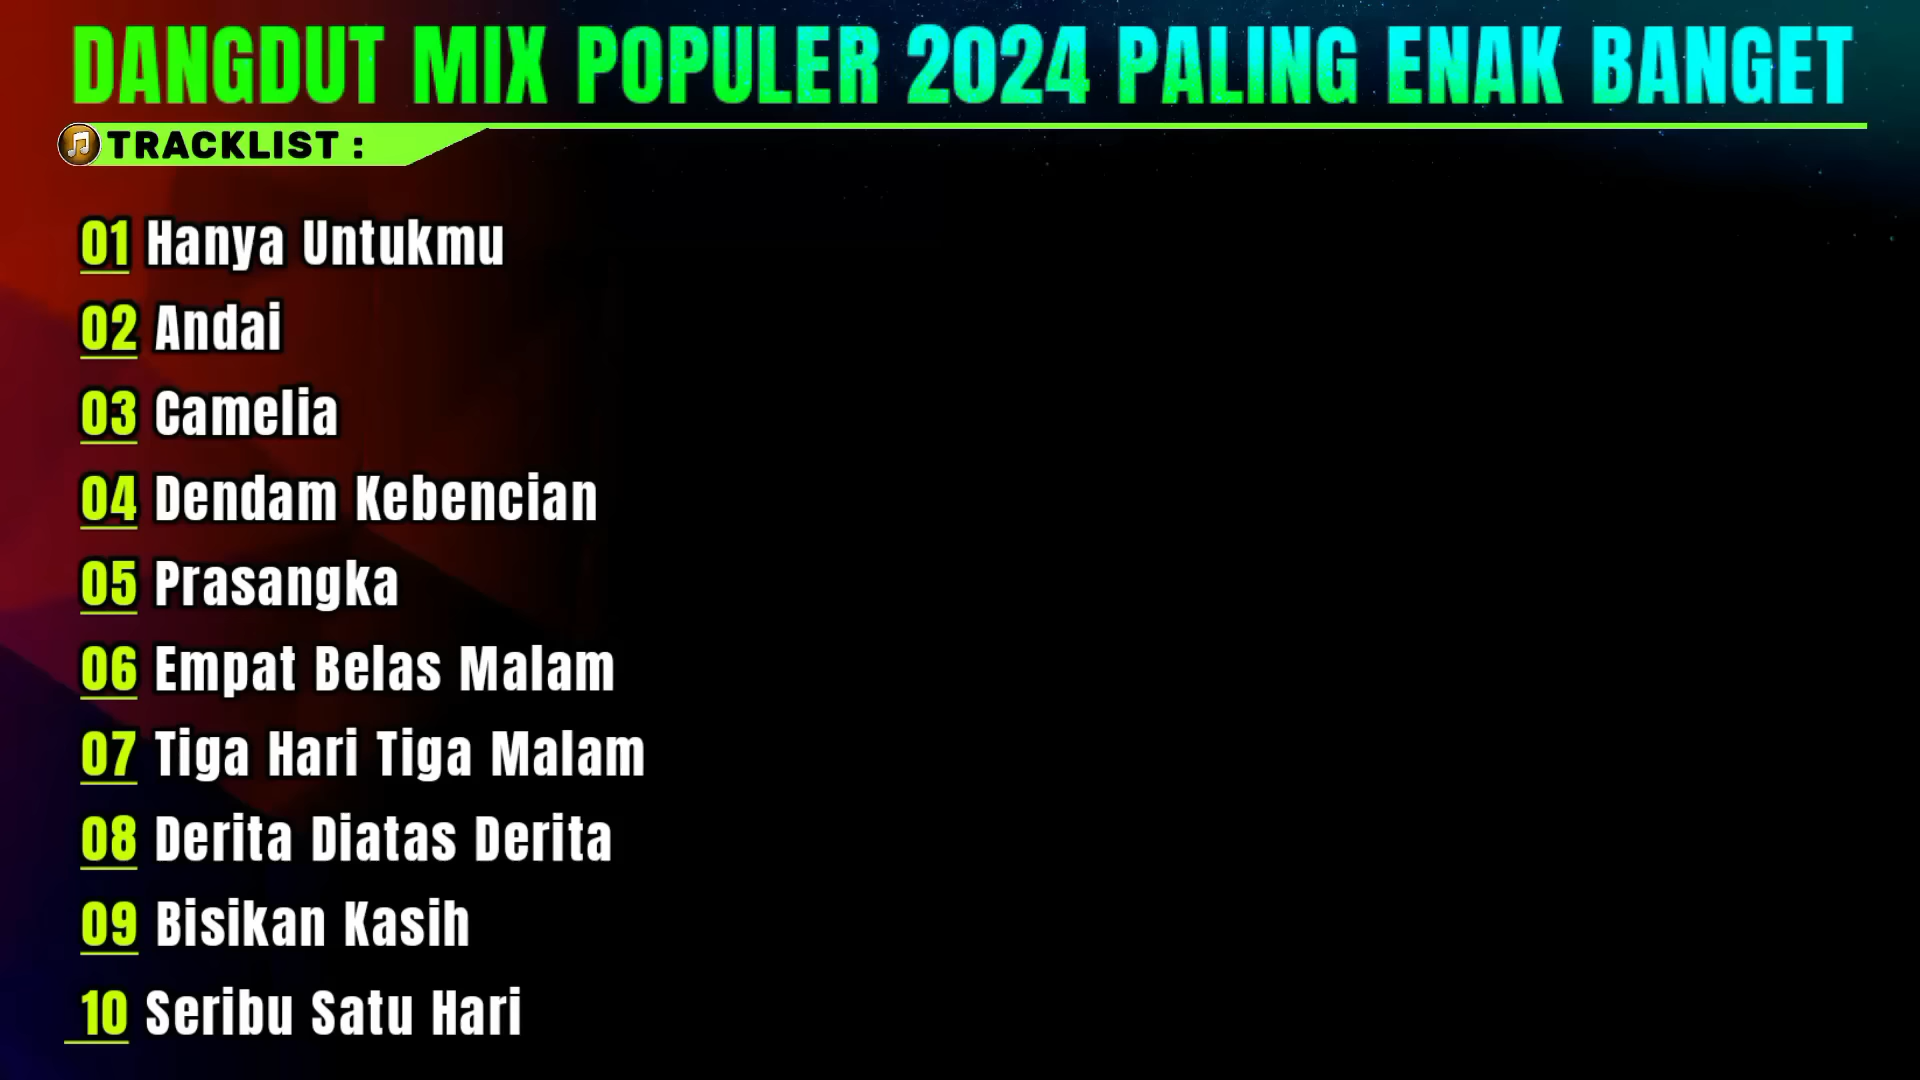 DANGDUT MIX POPULER 2024 PALING ENAK BANGET
TRACKLIST :
01 Hanya Untukmu
02 Andai
03 Camelia
04 Dendam Kebencian
05 Prasangka
06 Empat Belas Malam
07 Tiga Hari Tiga Malam
08 Derita Diatas Derita
09 Bisikan Kasih
10 Seribu Satu Hari